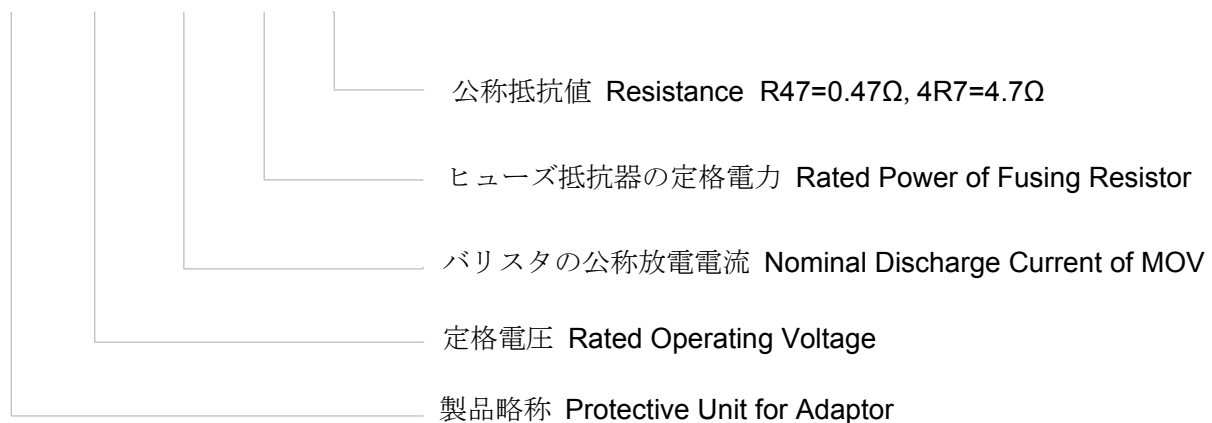 公称抵抗値 Resistance R47=0.47Ω, 4R7=4.7Ω
ヒューズ抵抗器の定格電力 Rated Power of Fusing Resistor
バリスタの公称放電電流 Nominal Discharge Current of MOV
定格電圧 Rated Operating Voltage
製品略称 Protective Unit for Adaptor